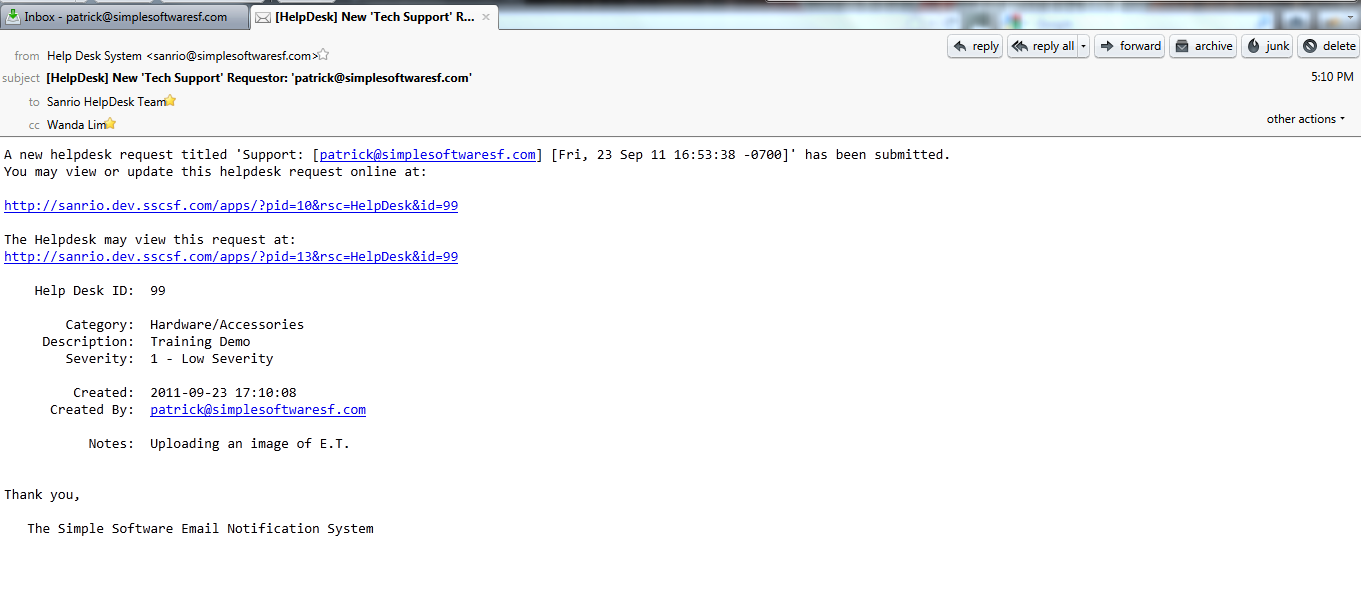 Inbox - patrick@simplesoftwaresf.com
[HelpDesk] New 'Tech Support' R...
from Help Desk System <sanrio@simplesoftwaresf.com>
reply reply all forward archive junk delete
subject [HelpDesk] New 'Tech Support' Requestor: 'patrick@simplesoftwaresf.com'
5:10 PM
to Sanrio HelpDesk Team
cc Wanda Lim
other actions
A new helpdesk request titled 'Support: [patrick@simplesoftwaresf.com] [Fri, 23 Sep 11 16:53:38 -0700]' has been submitted.
You may view or update this helpdesk request online at:
http://sanrio.dev.sscsf.com/apps/?pid=10&rsc=HelpDesk&id=99
The Helpdesk may view this request at:
http://sanrio.dev.sscsf.com/apps/?pid=13&rsc=HelpDesk&id=99
Help Desk ID: 99
Category: Hardware/Accessories
Description: Training Demo
Severity: 1 - Low Severity
Created: 2011-09-23 17:10:08
Created By: patrick@simplesoftwaresf.com
Notes: Uploading an image of E.T.
Thank you,
The Simple Software Email Notification System